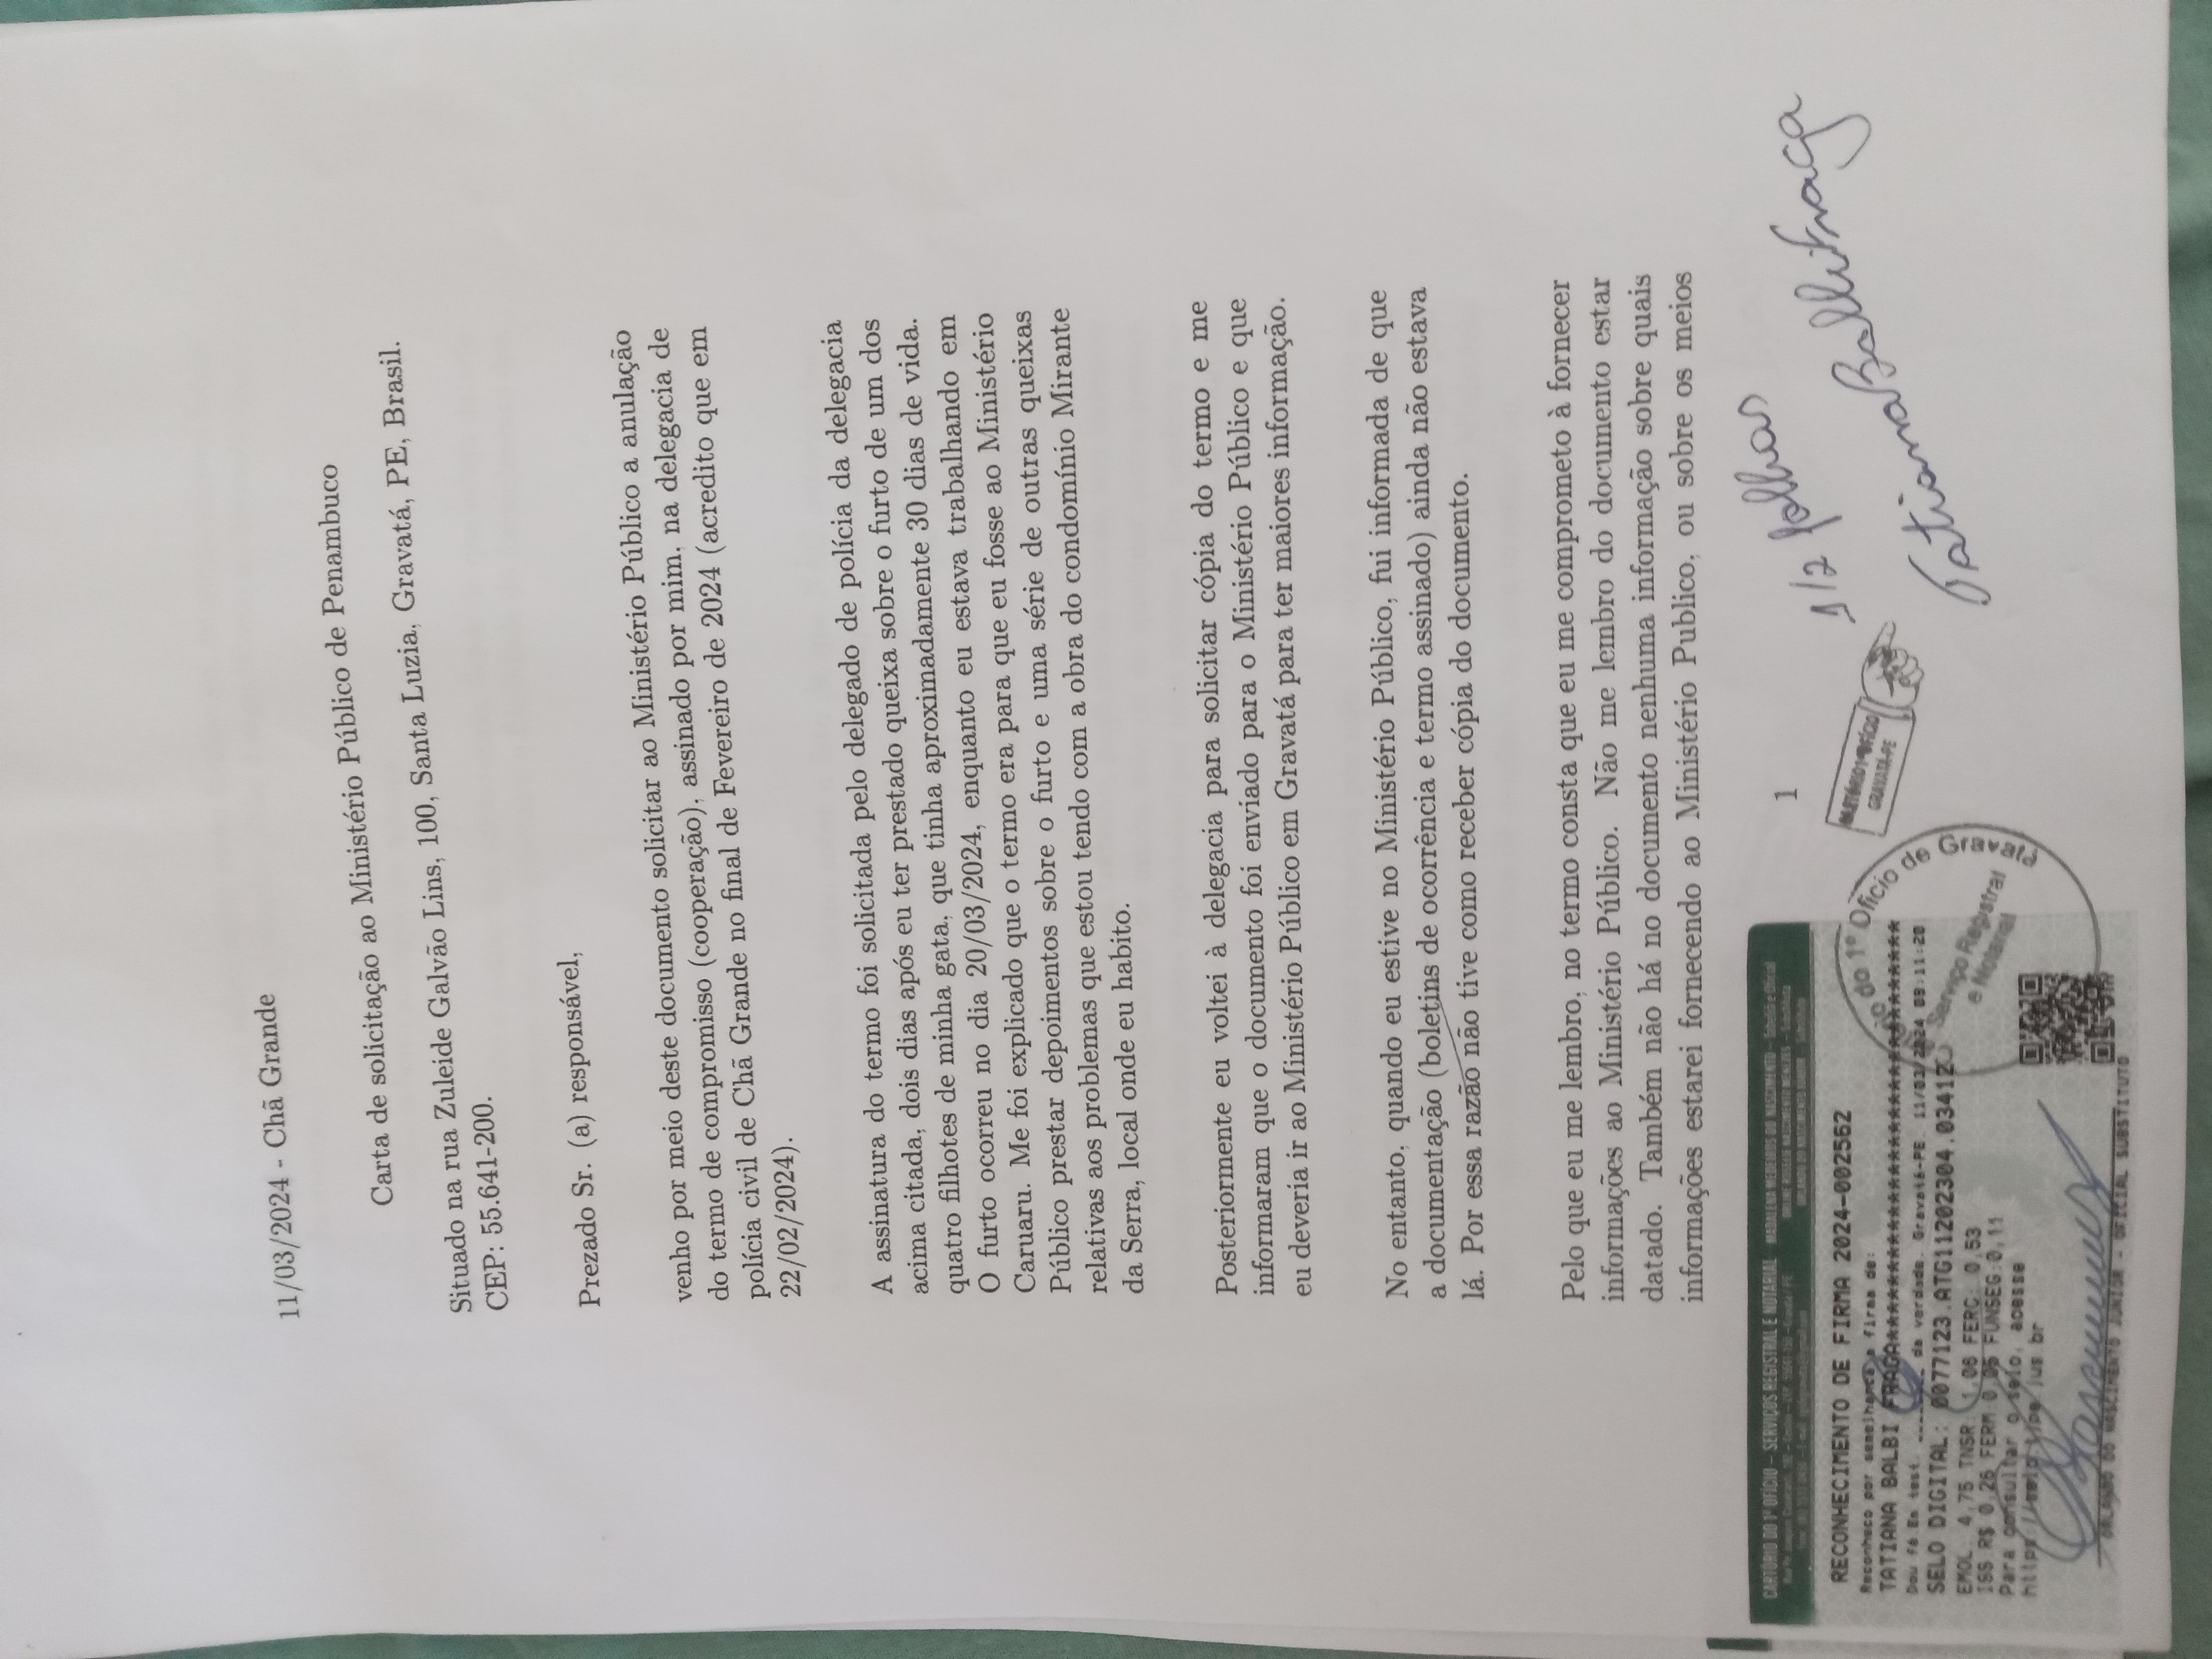 11/03/2024 - Chã Grande
Carta de solicitação ao Ministério Público de Penambuco
Situado na rua Zuleide Galvão Lins, 100, Santa Luzia, Gravatá, PE, Brasil.
CEP: 55.641-200.
Prezado Sr. (a) responsável,
venho por meio deste documento solicitar ao Ministério Público a anulação
do termo de compromisso (cooperação), assinado por mim, na delegacia de
polícia civil de Chã Grande no final de Fevereiro de 2024 (acredito que em
22/02/2024).
A assinatura do termo foi solicitada pelo delegado de polícia da delegacia
acima citada, dois dias após eu ter prestado queixa sobre o furto de um dos
quatro filhotes de minha gata, que tinha aproximadamente 30 dias de vida.
O furto ocorreu no dia 20/03/2024, enquanto eu estava trabalhando em
Caruaru. Me foi explicado que o termo era para que eu fosse ao Ministério
Público prestar depoimentos sobre o furto e uma série de outras queixas
relativas aos problemas que estou tendo com a obra do condomínio Mirante
da Serra, local onde eu habito.
Posteriormente eu voltei à delegacia para solicitar cópia do termo e me
informaram que o documento foi enviado para o Ministério Público e que
eu deveria ir ao Ministério Público em Gravatá para ter maiores informação.
No entanto, quando eu estive no Ministério Público, fui informada de que
a documentação (boletins de ocorrência e termo assinado) ainda não estava
lá. Por essa razão não tive como receber cópia do documento.
Pelo que eu me lembro, no termo consta que eu me comprometo à fornecer
informações ao Ministério Público. Não me lembro do documento estar
datado. Também não há no documento nenhuma informação sobre quais
informações estarei fornecendo ao Ministério Publico, ou sobre os meios
1
1/2 folhas
Tatiana Balbi Fraga
CARTÓRIO 1º OFÍCIO
GRAVATÁ-PE
Cartório do 1º Ofício de Gravatá
Serviço Registral
e Notarial
CARTÓRIO DO 1º OFÍCIO – SERVIÇOS REGISTRAL E NOTARIAL MADALENA MEDEIROS DO NASCIMENTO – Tabeliã e Oficial
NASCIMENTO MENEZES – Substituta
ORLANDO DO NASCIMENTO JÚNIOR – Substituto
RECONHECIMENTO DE FIRMA 2024-002562
Reconheco por semelhança a firma de:
TATIANA BALBI FRAGA******************************
Dou fé.Em test. ________ da verdade. Gravatá-PE. 11/03/2024 09:11:20
SELO DIGITAL: 0077123.ATG11202304.03412
EMOL: 4,75 TNSR: 1,06 FERC: 0,53
ISS R$ 0,26 FERM:0,05 FUNSEG:0,11
Para consultar o selo, acesse
https://selo.tjpe.jus.br
ORLANDO DO NASCIMENTO JUNIOR - OFICIAL SUBSTITUTO